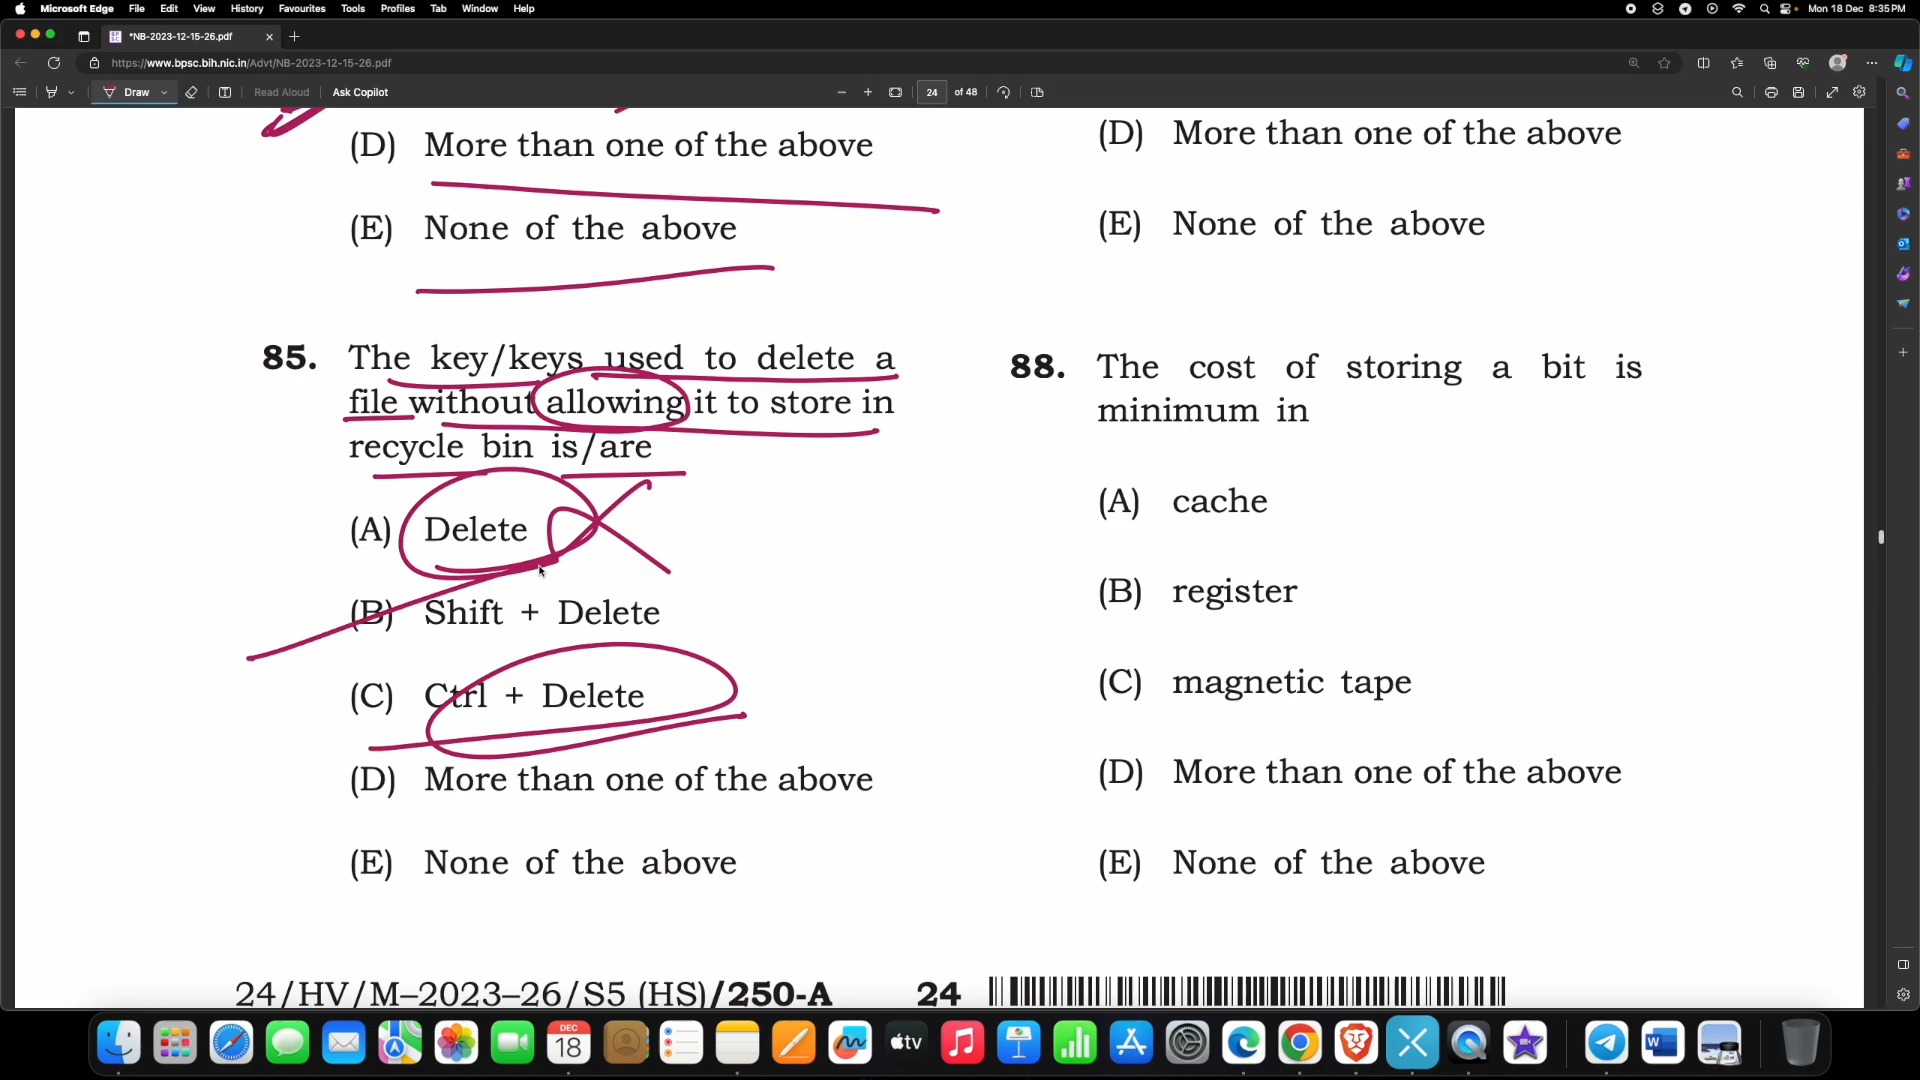 Microsoft Edge File Edit View History Favourites Tools Profiles Tab Window Help Mon 18 Dec 8:35 PM
*NB-2023-12-15-26.pdf
https://www.bpsc.bih.nic.in/Advt/NB-2023-12-15-26.pdf
Draw Read Aloud Ask Copilot 24 of 48
(D) More than one of the above
(E) None of the above
85. The key/keys used to delete a
file without allowing it to store in
recycle bin is/are
(A) Delete
(B) Shift + Delete
(C) Ctrl + Delete
(D) More than one of the above
(E) None of the above
(D) More than one of the above
(E) None of the above
88. The cost of storing a bit is
minimum in
(A) cache
(B) register
(C) magnetic tape
(D) More than one of the above
(E) None of the above
24/HV/M–2023–26/S5 (HS)/250-A 24
DEC
18
tv
W